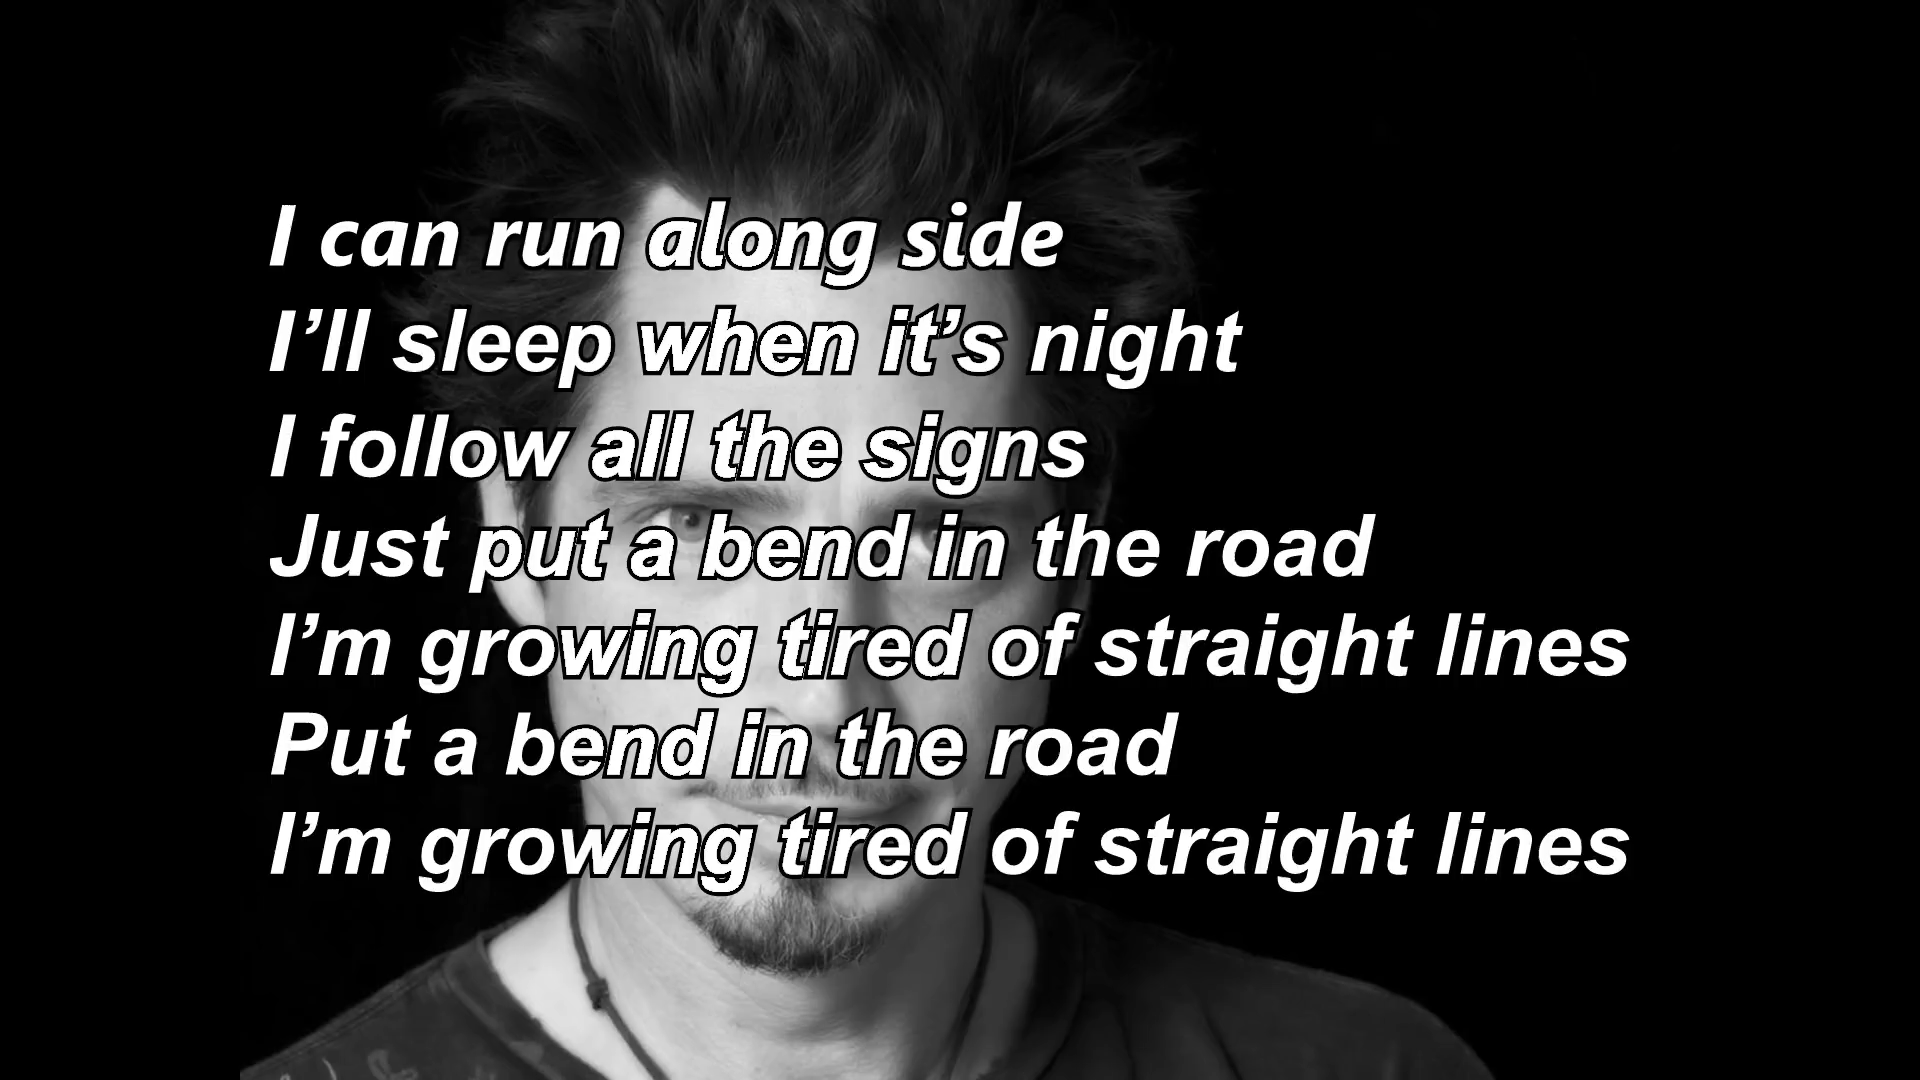 I can run along side
I’ll sleep when it’s night
I follow all the signs
Just put a bend in the road
I’m growing tired of straight lines
Put a bend in the road
I’m growing tired of straight lines